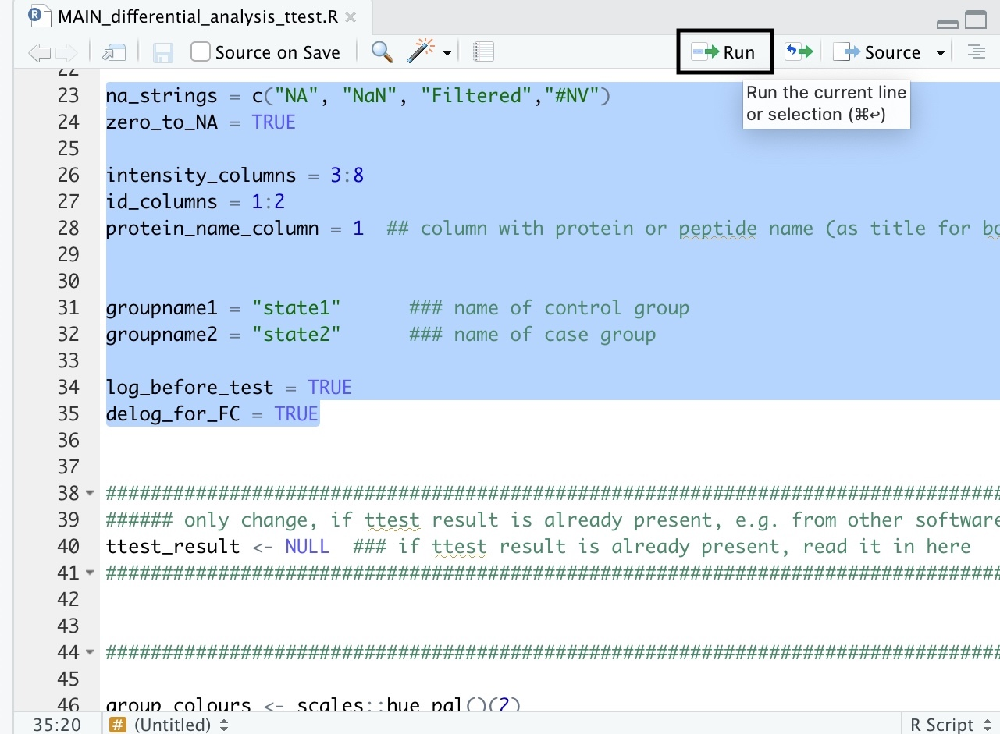 MAIN_differential_analysis_ttest.R
Source on Save
Run
Source
Run the current line
or selection (⌘↩)
22
23 na_strings = c("NA", "NaN", "Filtered","#NV")
24 zero_to_NA = TRUE
25
26 intensity_columns = 3:8
27 id_columns = 1:2
28 protein_name_column = 1  ## column with protein or peptide name (as title for bo
29
30
31 groupname1 = "state1"      ### name of control group
32 groupname2 = "state2"      ### name of case group
33
34 log_before_test = TRUE
35 delog_for_FC = TRUE
36
37
38 ################################################################################
39 ###### only change, if ttest result is already present, e.g. from other software
40 ttest_result <- NULL  ### if ttest result is already present, read it in here
41 ################################################################################
42
43
44 ################################################################################
45
46 group_colours <- scales::hue_pal()(2)
35:20 # (Untitled) R Script